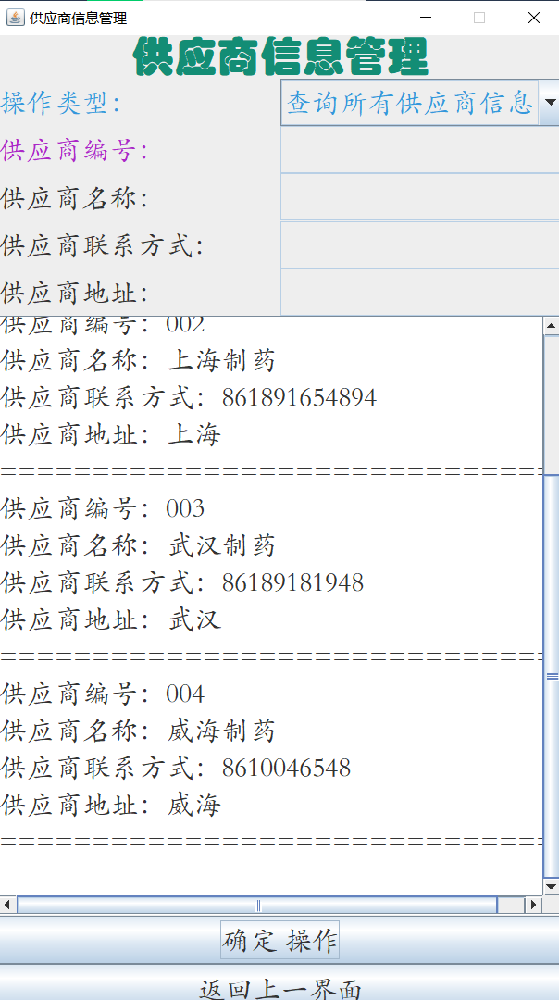 供应商信息管理
供应商信息管理
操作类型: 查询所有供应商信息
供应商编号:
供应商名称:
供应商联系方式:
供应商地址:
供应商编号: 002
供应商名称: 上海制药
供应商联系方式: 861891654894
供应商地址: 上海
==============================
供应商编号: 003
供应商名称: 武汉制药
供应商联系方式: 86189181948
供应商地址: 武汉
==============================
供应商编号: 004
供应商名称: 威海制药
供应商联系方式: 8610046548
供应商地址: 威海
==============================
确定 操作
返回上一界面